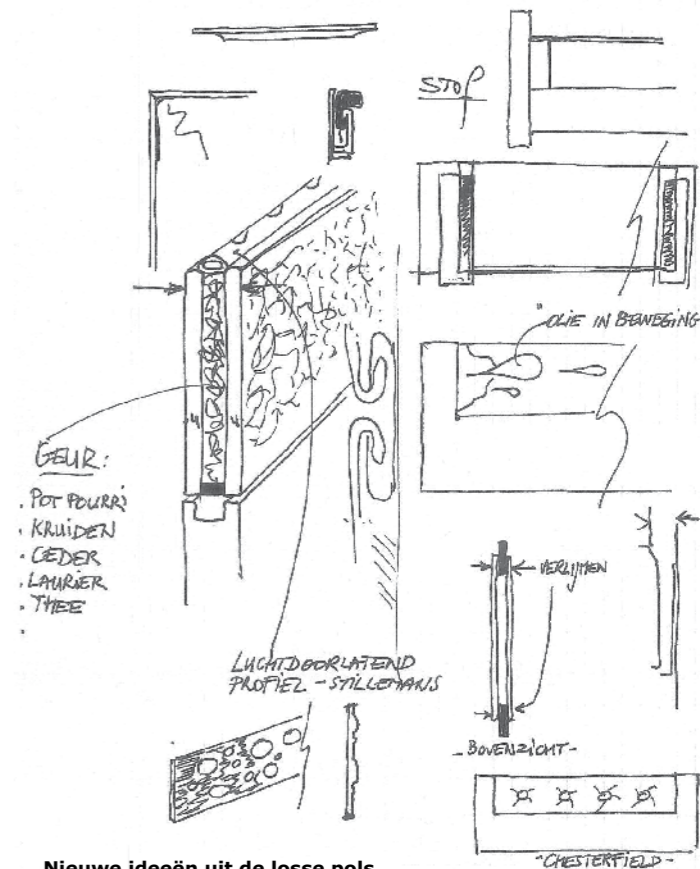 STOF
OLIE IN BEWEGING
GEUR:
. POT POURRI
. KRUIDEN
. CEDER
. LAURIER
. THEE
.
VERLIJMEN
LUCHTDOORLATEND
PROFIEL - STILLEMANS
- BOVENZICHT -
- CHESTERFIELD -
Nieuwe ideeën uit de losse pols